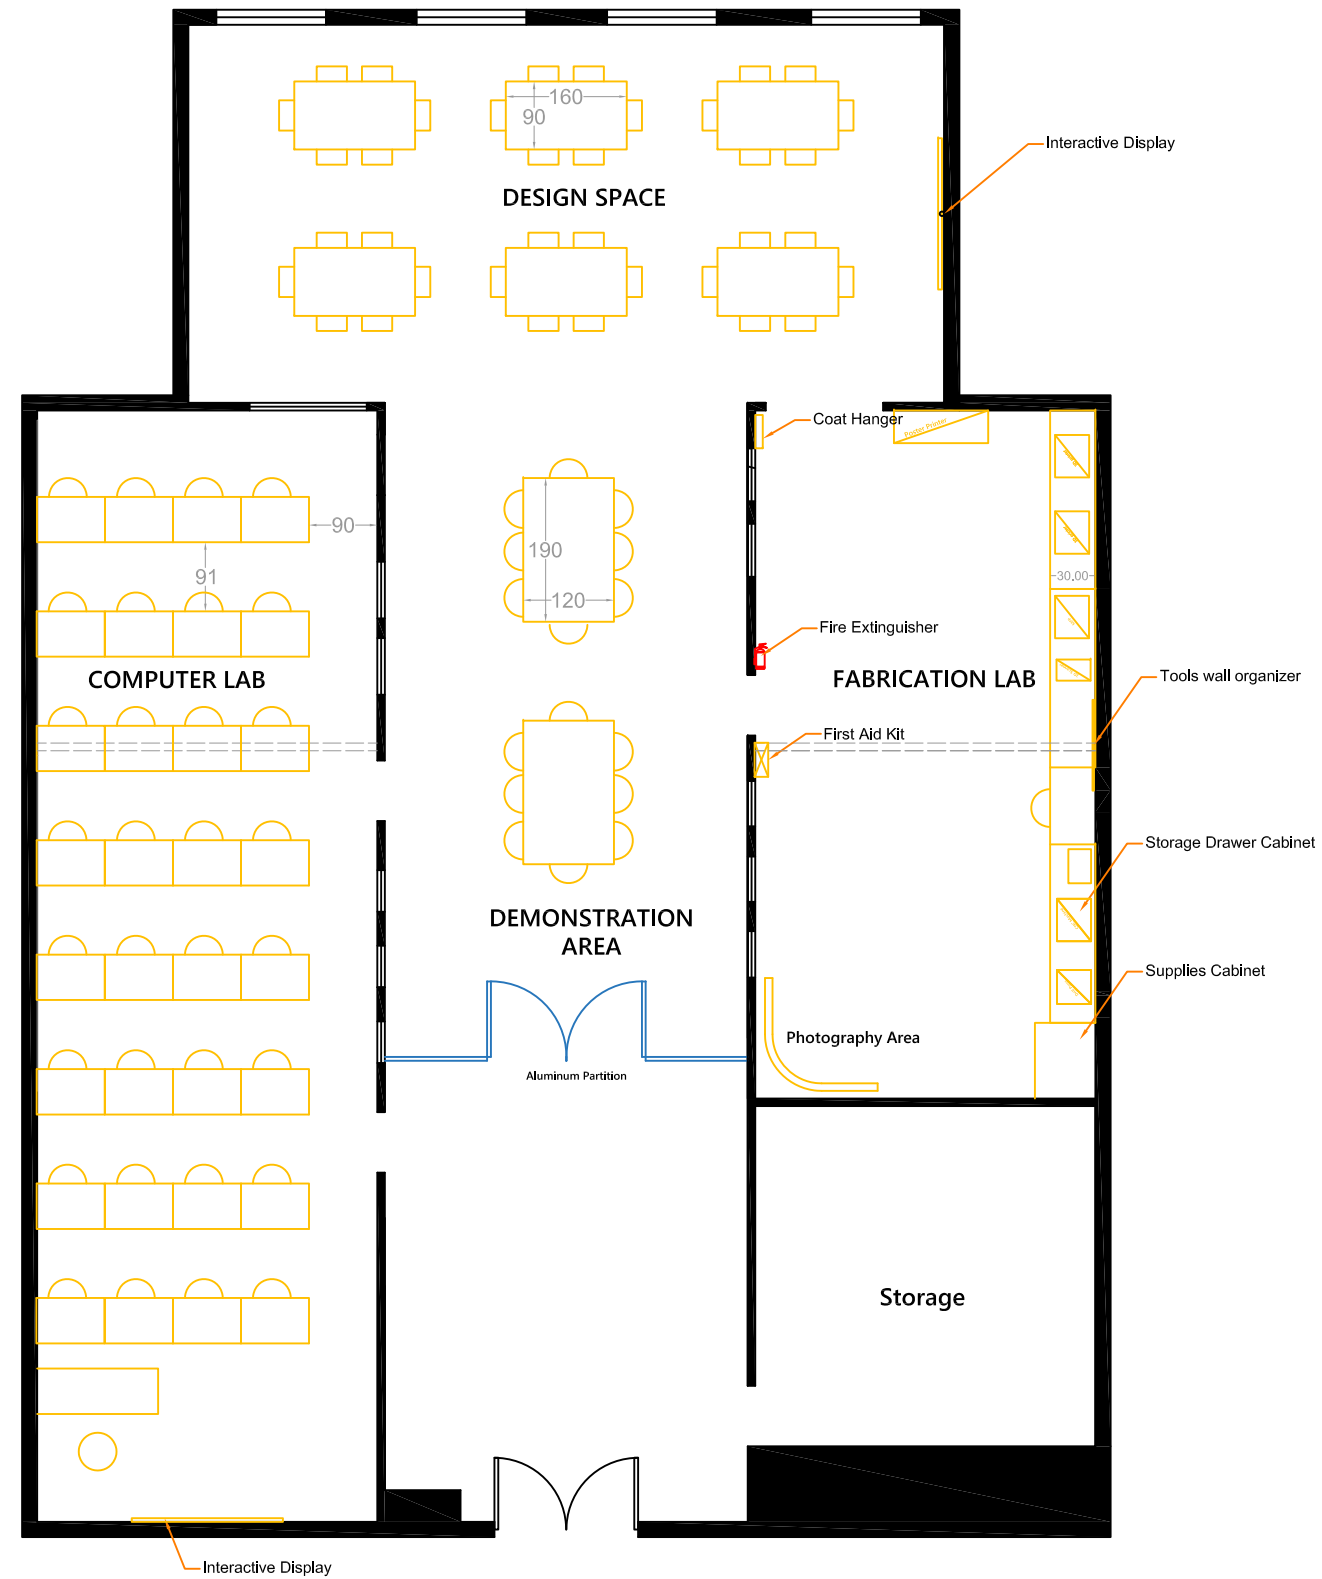 160
90
Interactive Display
DESIGN SPACE
Coat Hanger
Poster Printer
90
91
190
120
30.00
Fire Extinguisher
COMPUTER LAB
FABRICATION LAB
Tools wall organizer
First Aid Kit
Storage Drawer Cabinet
DEMONSTRATION
AREA
Supplies Cabinet
Photography Area
Aluminum Partition
Storage
Interactive Display